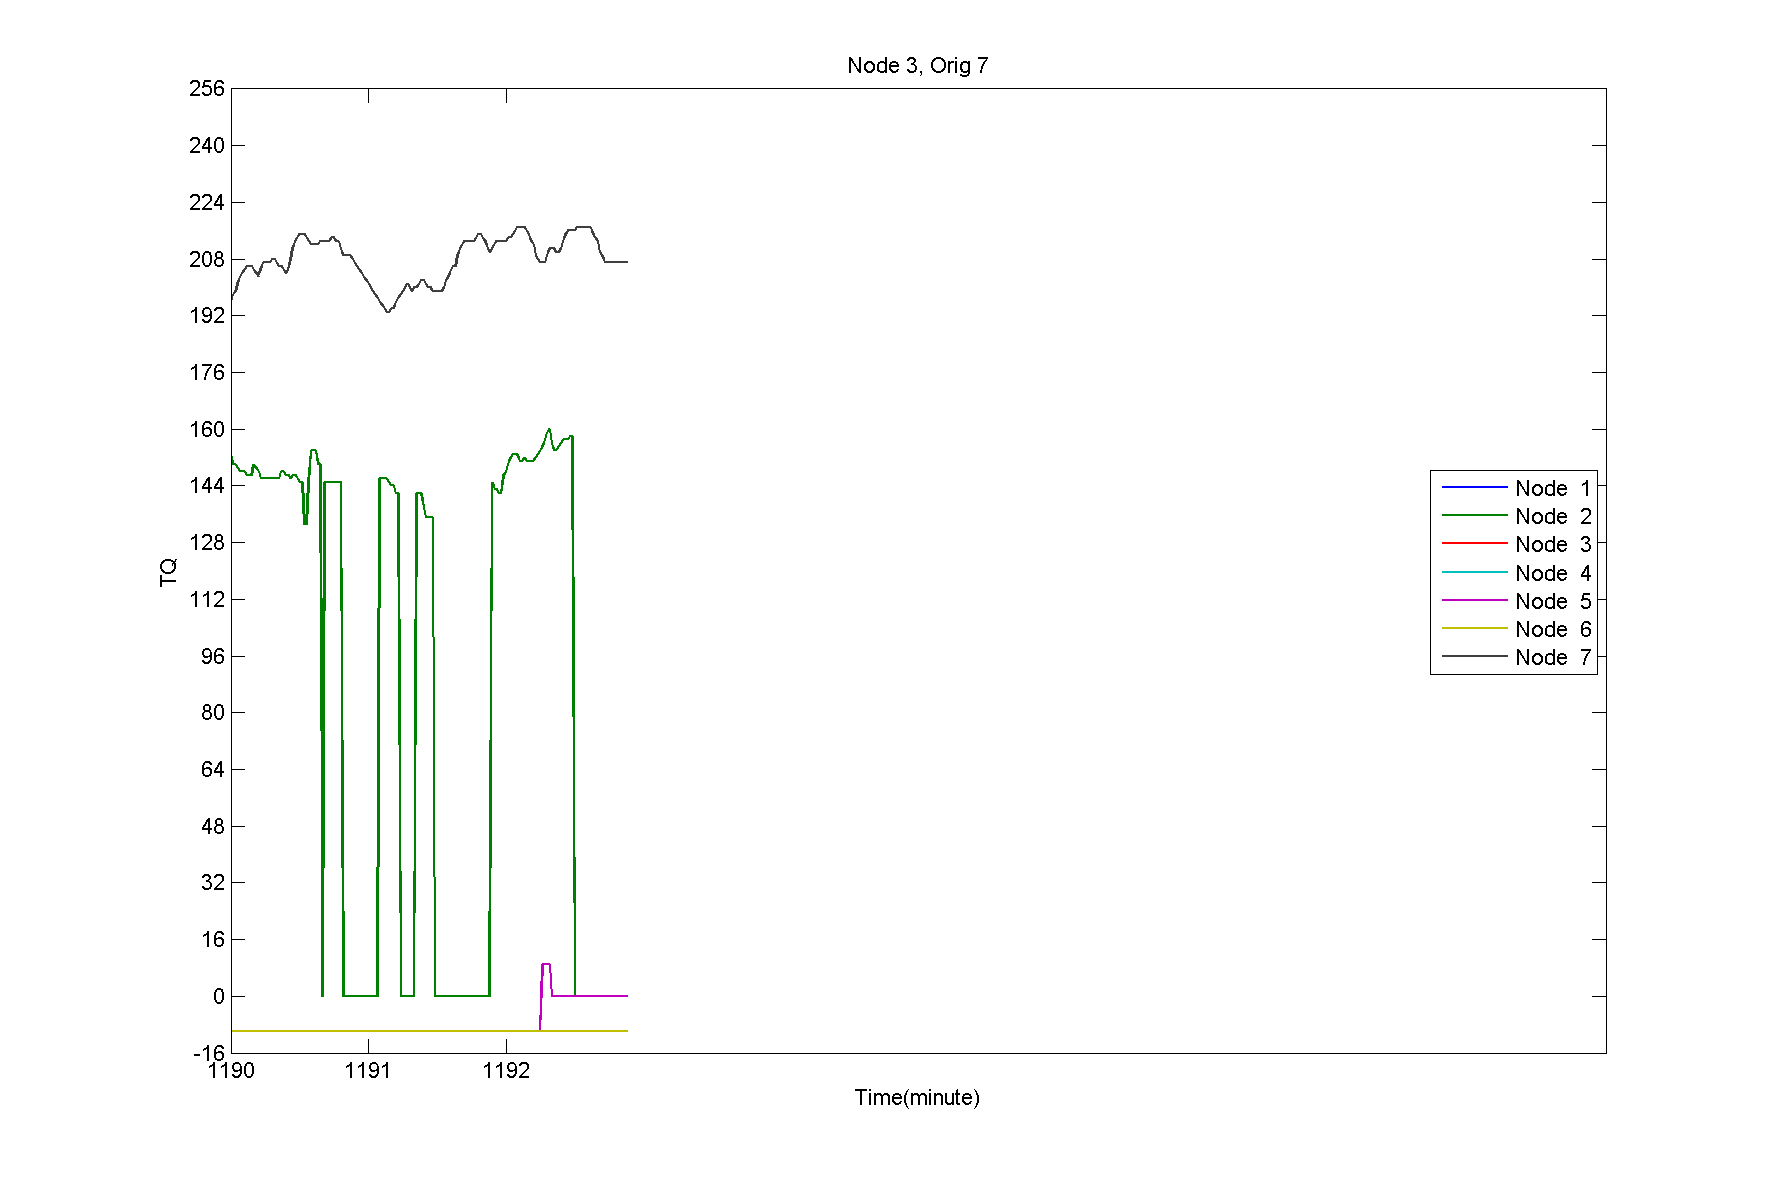 Node 3, Orig 7
256
240
224
208
192
176
160
144
128
112
96
80
64
48
32
16
0
-16
TQ
Node 1
Node 2
Node 3
Node 4
Node 5
Node 6
Node 7
1190 1191 1192
Time(minute)